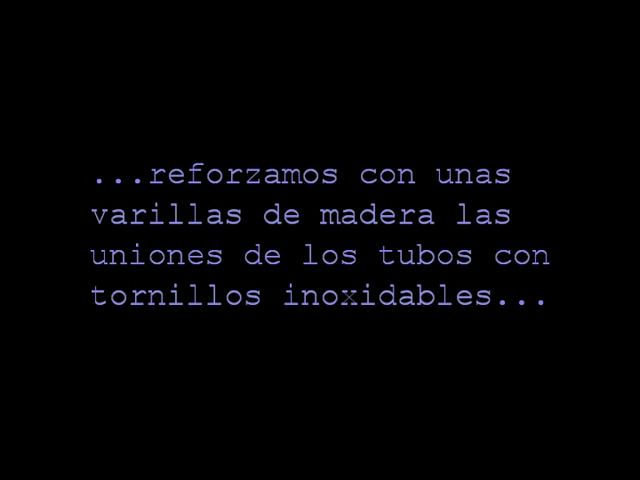 ...reforzamos con unas
varillas de madera las
uniones de los tubos con
tornillos inoxidables...